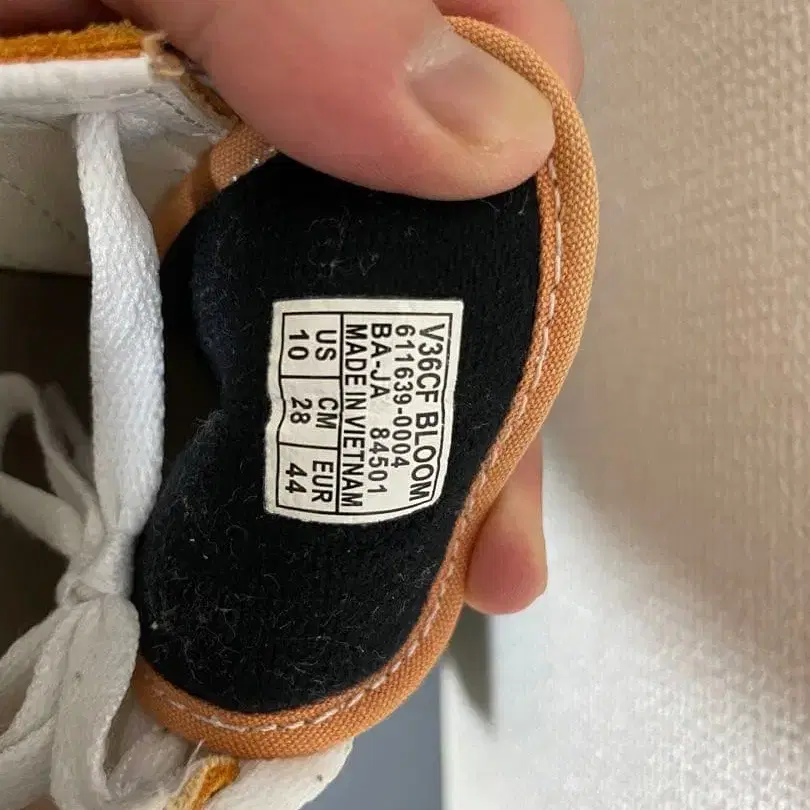 V36CF BLOOM
611639-0004
BA-JA 84501
MADE IN VIETNAM
US CM EUR
10 28 44